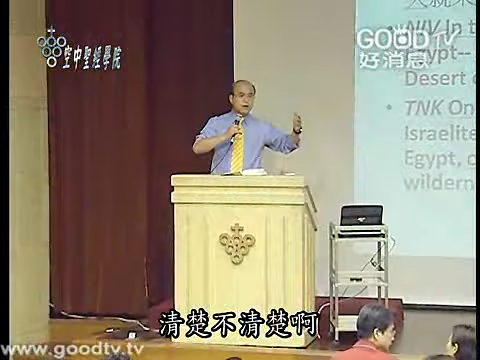 空中聖經學院
GOODTV
好消息
NIV In t
Egypt--
Desert o
TNK On
Israelite
Egypt, o
wildern
清楚不清楚啊
www.goodtv.tv